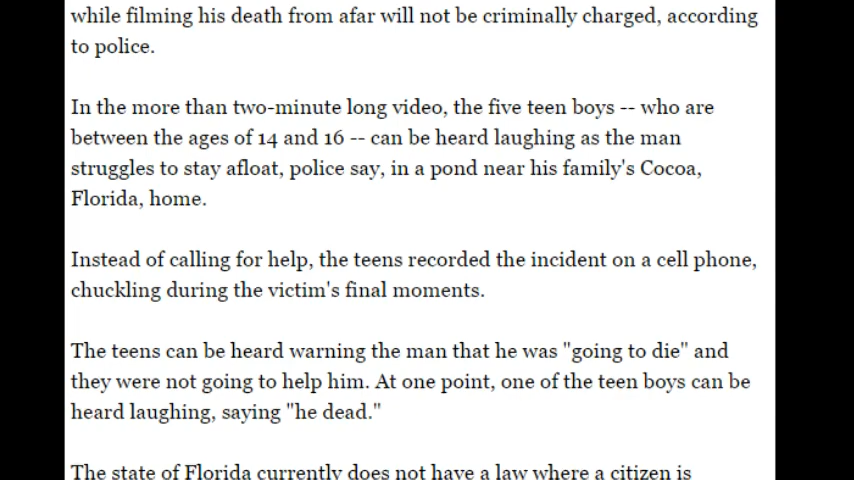 while filming his death from afar will not be criminally charged, according
to police.
In the more than two-minute long video, the five teen boys -- who are
between the ages of 14 and 16 -- can be heard laughing as the man
struggles to stay afloat, police say, in a pond near his family's Cocoa,
Florida, home.
Instead of calling for help, the teens recorded the incident on a cell phone,
chuckling during the victim's final moments.
The teens can be heard warning the man that he was "going to die" and
they were not going to help him. At one point, one of the teen boys can be
heard laughing, saying "he dead."
The state of Florida currently does not have a law where a citizen is